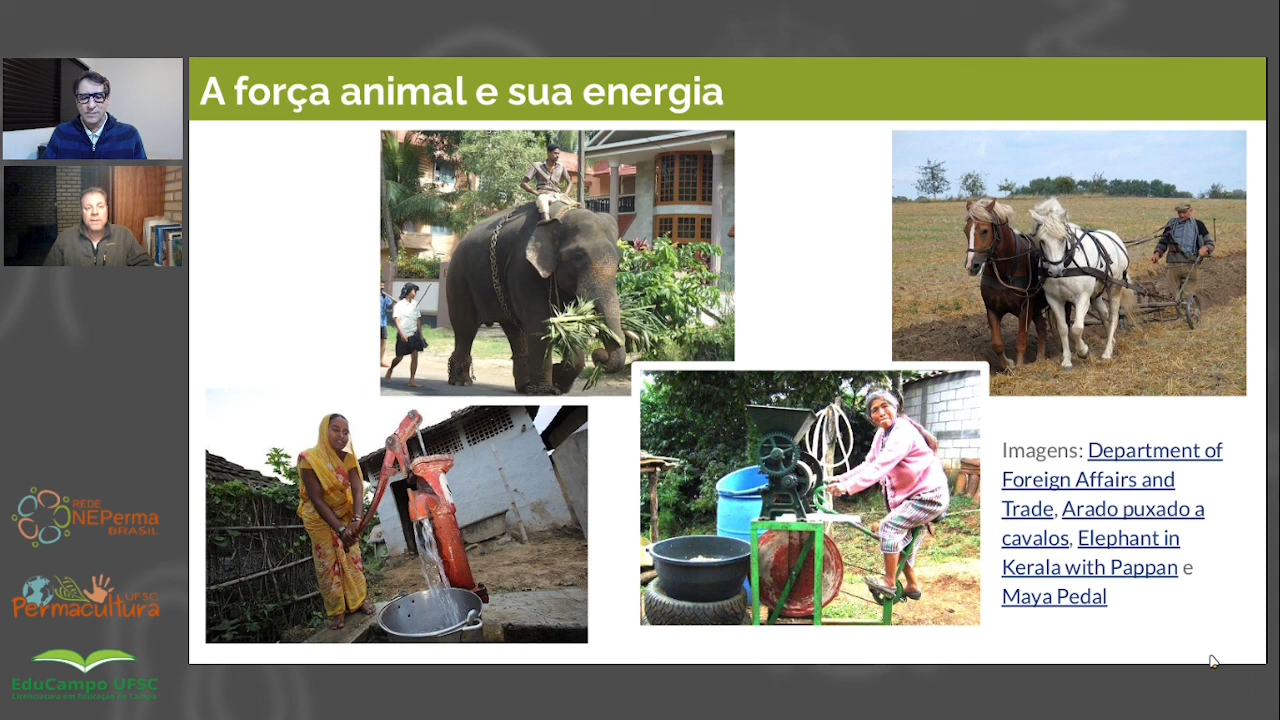 A força animal e sua energia
Imagens: Department of
Foreign Affairs and
Trade, Arado puxado a
cavalos, Elephant in
Kerala with Pappan e
Maya Pedal
REDE
NEPerma
BRASIL
UFSC
Permacultura
EduCampo UFSC
Licenciatura em Educação do Campo